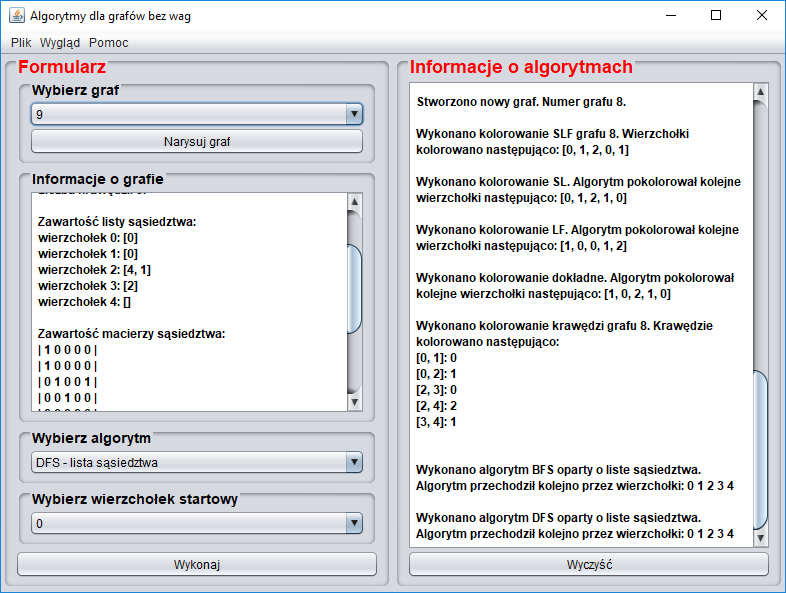 Algorytmy dla grafów bez wag
Plik Wygląd Pomoc
Formularz
Wybierz graf
9
Narysuj graf
Informacje o grafie
Zawartość listy sąsiedztwa:
wierzchołek 0: [0]
wierzchołek 1: [0]
wierzchołek 2: [4, 1]
wierzchołek 3: [2]
wierzchołek 4: []
Zawartość macierzy sąsiedztwa:
| 1 0 0 0 0 |
| 1 0 0 0 0 |
| 0 1 0 0 1 |
| 0 0 1 0 0 |
Wybierz algorytm
DFS - lista sąsiedztwa
Wybierz wierzchołek startowy
0
Wykonaj
Informacje o algorytmach
Stworzono nowy graf. Numer grafu 8.
Wykonano kolorowanie SLF grafu 8. Wierzchołki
kolorowano następująco: [0, 1, 2, 0, 1]
Wykonano kolorowanie SL. Algorytm pokolorował kolejne
wierzchołki następująco: [0, 1, 2, 1, 0]
Wykonano kolorowanie LF. Algorytm pokolorował kolejne
wierzchołki następująco: [1, 0, 0, 1, 2]
Wykonano kolorowanie dokładne. Algorytm pokolorował
kolejne wierzchołki następująco: [1, 0, 2, 1, 0]
Wykonano kolorowanie krawędzi grafu 8. Krawędzie
kolorowano następująco:
[0, 1]: 0
[0, 2]: 1
[2, 3]: 0
[2, 4]: 2
[3, 4]: 1
Wykonano algorytm BFS oparty o liste sąsiedztwa.
Algorytm przechodził kolejno przez wierzchołki: 0 1 2 3 4
Wykonano algorytm DFS oparty o liste sąsiedztwa.
Algorytm przechodził kolejno przez wierzchołki: 0 1 2 3 4
Wyczyść